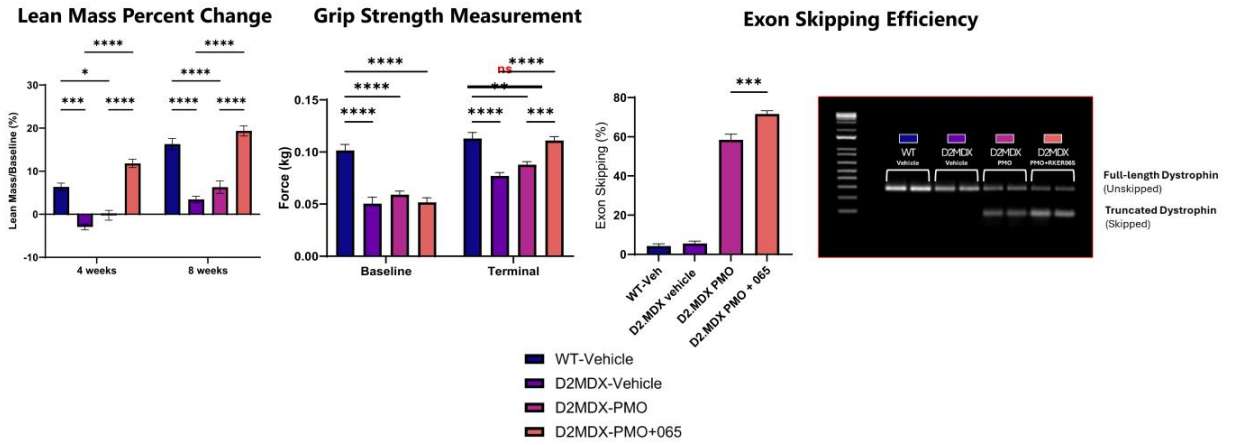 Lean Mass Percent Change
****
****
*
****
***
****
****
****
Lean Mass/Baseline (%)
30
20
10
0
-10
4 weeks
8 weeks
Grip Strength Measurement
****
****
****
ns
****
**
****
***
Force (kg)
0.15
0.10
0.05
0.00
Baseline
Terminal
Exon Skipping Efficiency
***
Exon Skipping (%)
80
60
40
20
0
WT-Veh
D2.MDX vehicle
D2.MDX PMO
D2.MDX PMO + 065
WT
Vehicle
D2MDX
Vehicle
D2MDX
PMO
D2MDX
PMO+RKER065
Full-length Dystrophin
(Unskipped)
Truncated Dystrophin
(Skipped)
WT-Vehicle
D2MDX-Vehicle
D2MDX-PMO
D2MDX-PMO+065